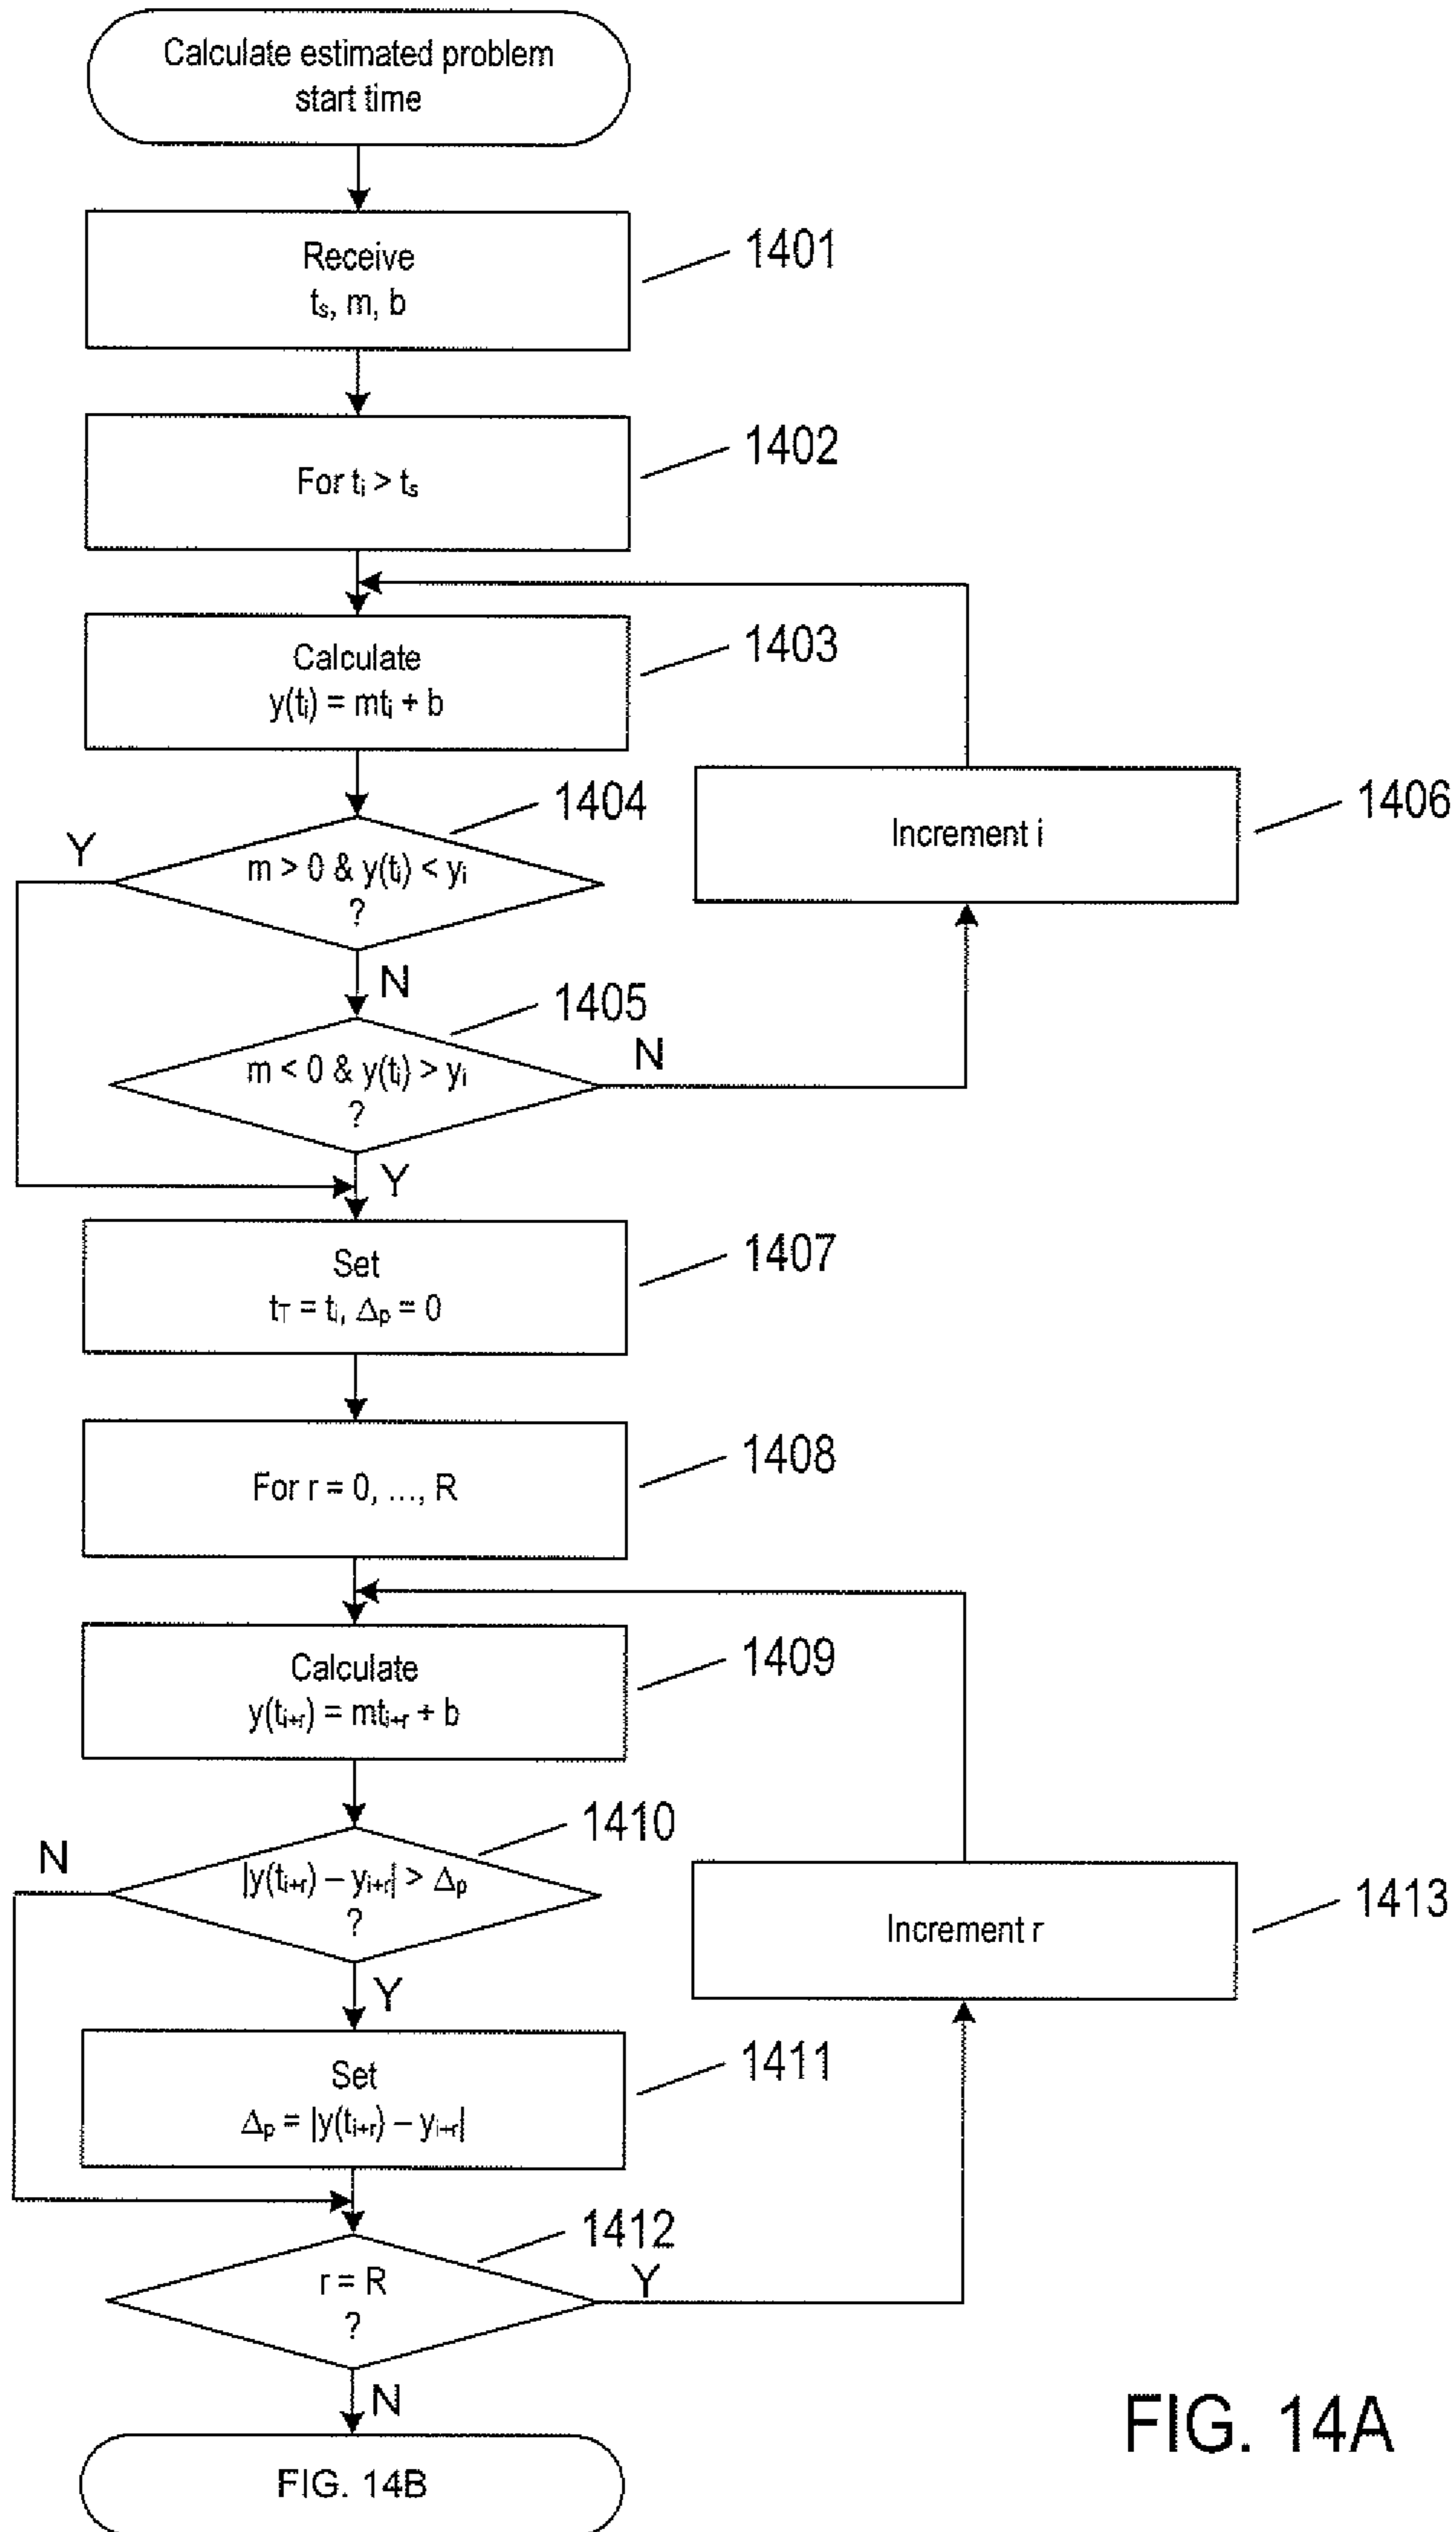 Calculate estimated problem
start time
Receive
tₛ, m, b
1401
For tᵢ > tₛ
1402
Calculate
y(tᵢ) = mtᵢ + b
1403
1404
Y
m > 0 & y(tᵢ) < yᵢ
?
Increment i
1406
N
1405
m < 0 & y(tᵢ) > yᵢ
?
N
Y
Set
t_T = tᵢ, Δₚ = 0
1407
For r = 0, ..., R
1408
Calculate
y(tᵢ₊ᵣ) = mtᵢ₊ᵣ + b
1409
1410
N
|y(tᵢ₊ᵣ) – yᵢ₊ᵣ| > Δₚ
?
Increment r
1413
Y
Set
Δₚ = |y(tᵢ₊ᵣ) – yᵢ₊ᵣ|
1411
1412
r = R
?
Y
N
FIG. 14B
FIG. 14A